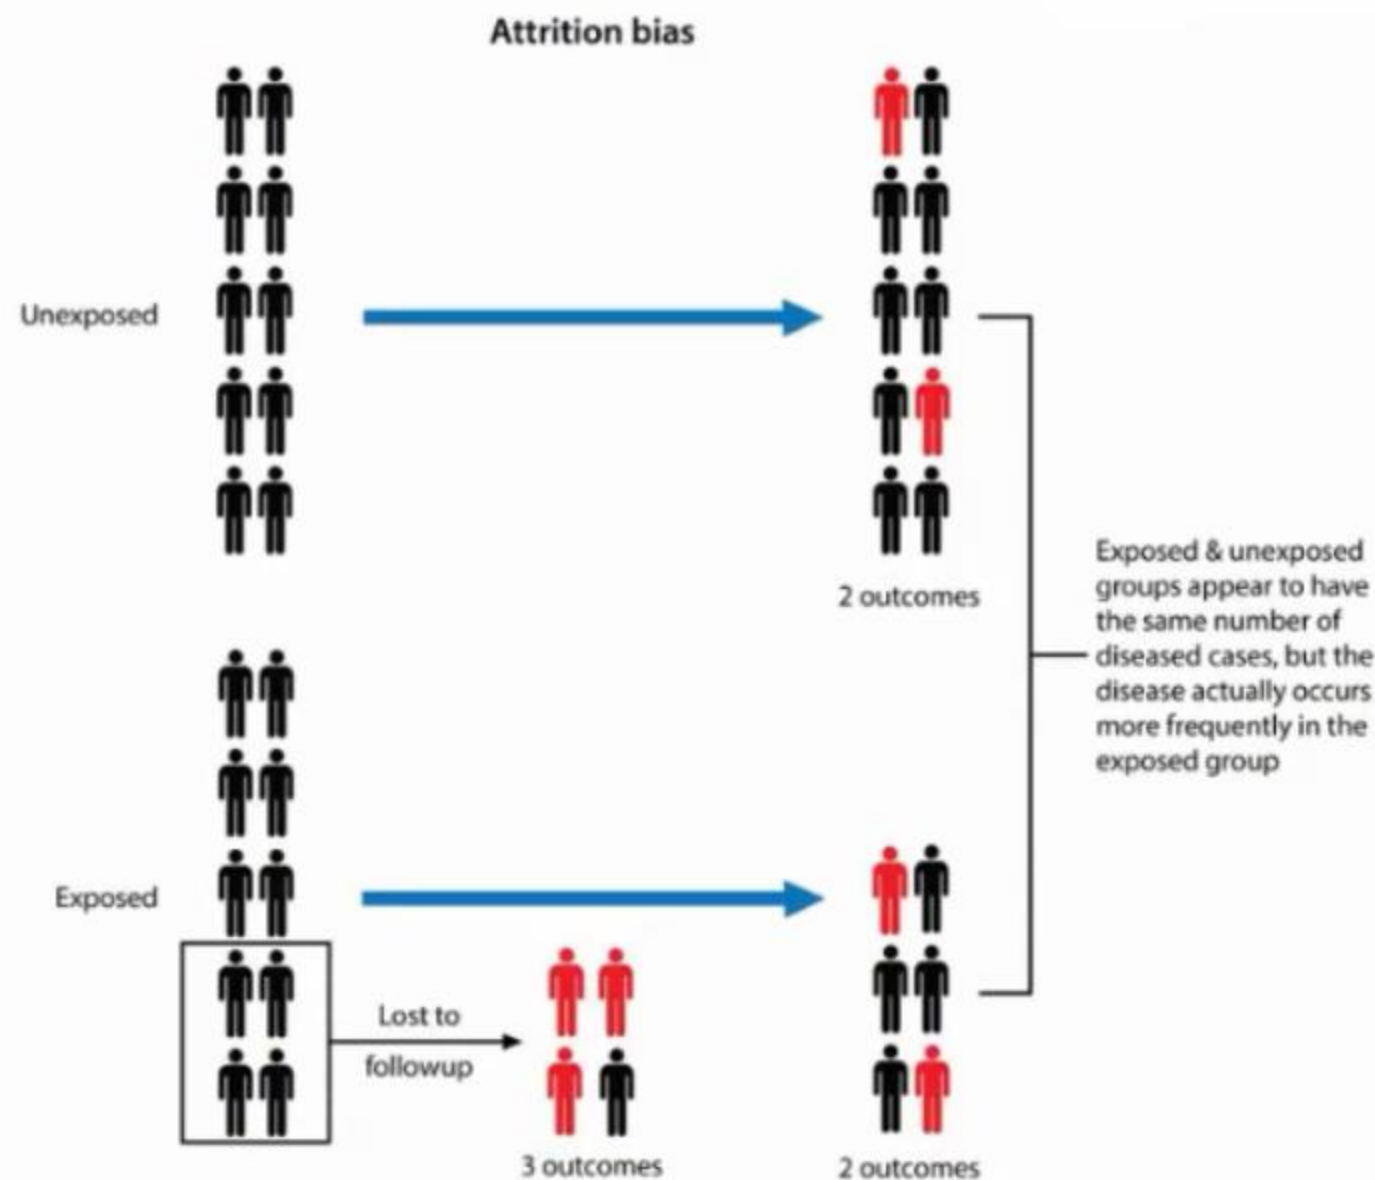 Attrition bias
Unexposed
2 outcomes
Exposed & unexposed
groups appear to have
the same number of
diseased cases, but the
disease actually occurs
more frequently in the
exposed group
Exposed
Lost to
followup
3 outcomes
2 outcomes